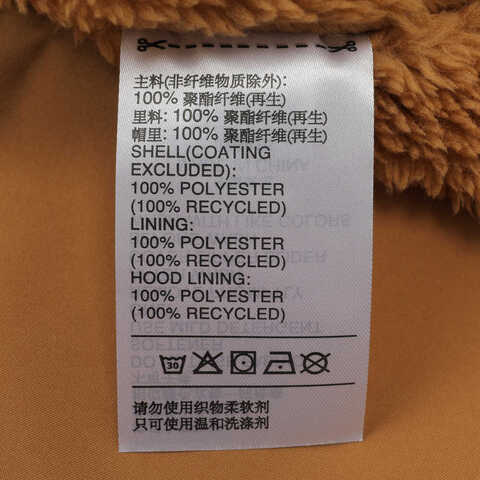 主料(非纤维物质除外):
100% 聚酯纤维(再生)
里料: 100% 聚酯纤维(再生)
帽里: 100% 聚酯纤维(再生)
SHELL(COATING
EXCLUDED):
100% POLYESTER
(100% RECYCLED)
LINING:
100% POLYESTER
(100% RECYCLED)
HOOD LINING:
100% POLYESTER
(100% RECYCLED)
30
请勿使用织物柔软剂
只可使用温和洗涤剂